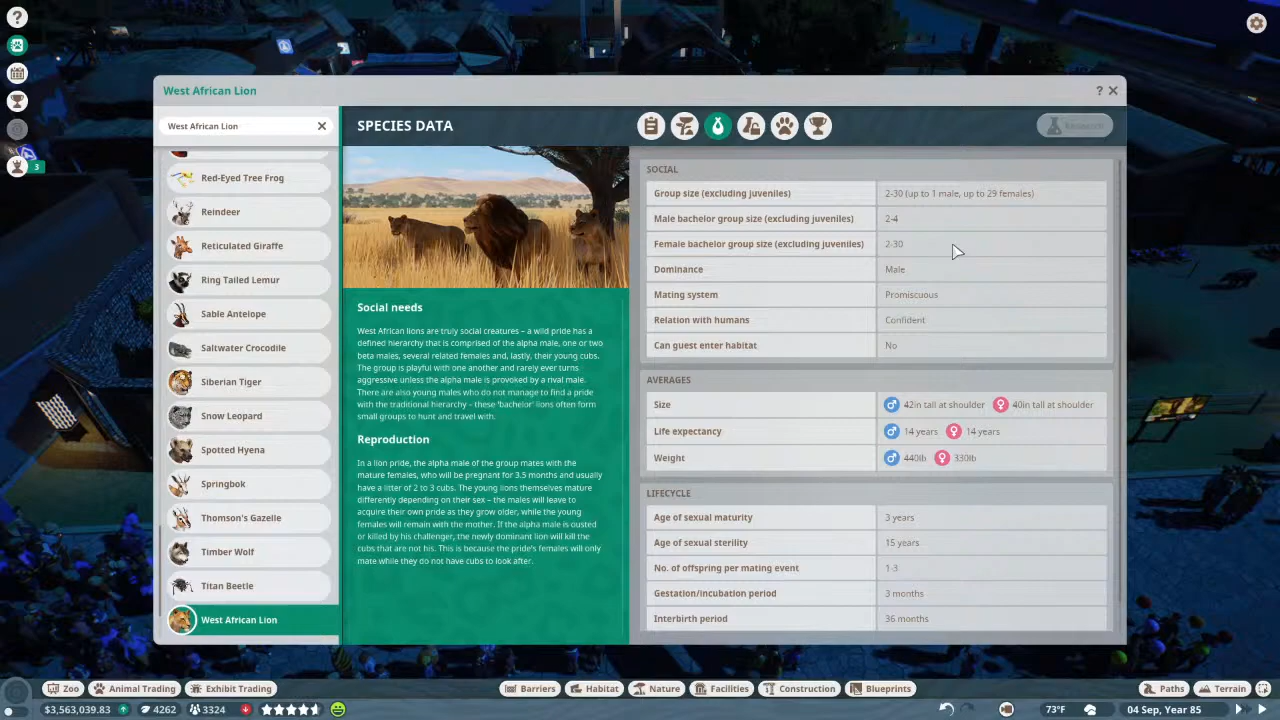 ?
West African Lion
? ×
West African Lion
SPECIES DATA
Research
Red-Eyed Tree Frog
Reindeer
Reticulated Giraffe
Ring Tailed Lemur
Sable Antelope
Saltwater Crocodile
Siberian Tiger
Snow Leopard
Spotted Hyena
Springbok
Thomson's Gazelle
Timber Wolf
Titan Beetle
West African Lion
Social needs
West African lions are truly social creatures – a wild pride has a
defined hierarchy that is comprised of the alpha male, one or two
beta males, several related females and, lastly, their young cubs.
The group is playful with one another and rarely ever turns
aggressive unless the alpha male is provoked by a rival male.
There are also young males who do not manage to find a pride
with the traditional hierarchy – these 'bachelor' lions often form
small groups to hunt and travel with.
Reproduction
In a lion pride, the alpha male of the group mates with the
mature females, who will be pregnant for 3.5 months and usually
have a litter of 2 to 3 cubs. The young lions themselves mature
differently depending on their sex – the males will leave to
acquire their own pride as they grow older, while the young
females will remain with the mother. If the alpha male is ousted
or killed by his challenger, the newly dominant lion will kill the
cubs that are not his. This is because the pride's females will only
mate while they do not have cubs to look after.
SOCIAL
Group size (excluding juveniles) 2-30 (up to 1 male, up to 29 females)
Male bachelor group size (excluding juveniles) 2-4
Female bachelor group size (excluding juveniles) 2-30
Dominance Male
Mating system Promiscuous
Relation with humans Confident
Can guest enter habitat No
AVERAGES
Size 42in tall at shoulder 40in tall at shoulder
Life expectancy 14 years 14 years
Weight 440lb 330lb
LIFECYCLE
Age of sexual maturity 3 years
Age of sexual sterility 15 years
No. of offspring per mating event 1-3
Gestation/incubation period 3 months
Interbirth period 36 months
3
Zoo Animal Trading Exhibit Trading Barriers Habitat Nature Facilities Construction Blueprints Paths Terrain
$3,563,039.83 4262 3324 73°F 04 Sep, Year 85